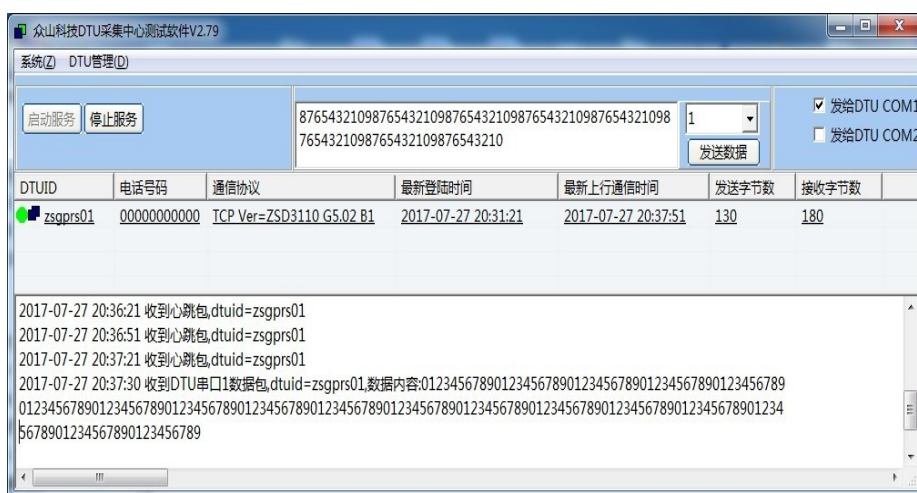 众山科技DTU采集中心测试软件V2.79
系统(Z) DTU管理(D)
启动服务 停止服务
8765432109876543210987654321098765432109876543210987654321098
7654321098765432109876543210
1
发送数据
发给DTU COM1
发给DTU COM2
DTUID 电话号码 通信协议 最新登陆时间 最新上行通信时间 发送字节数 接收字节数
zsgprs01 00000000000 TCP Ver=ZSD3110 G5.02 B1 2017-07-27 20:31:21 2017-07-27 20:37:51 130 180
2017-07-27 20:36:21 收到心跳包,dtuid=zsgprs01
2017-07-27 20:36:51 收到心跳包,dtuid=zsgprs01
2017-07-27 20:37:21 收到心跳包,dtuid=zsgprs01
2017-07-27 20:37:30 收到DTU串口1数据包,dtuid=zsgprs01,数据内容:01234567890123456789012345678901234567890123456789
0123456789012345678901234567890123456789012345678901234567890123456789012345678901234
5678901234567890123456789